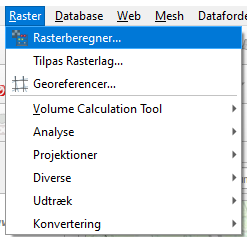 Raster Database Web Mesh Dataforde
Rasterberegner...
Tilpas Rasterlag...
Georeferencer...
Volume Calculation Tool
Analyse
Projektioner
Diverse
Udtræk
Konvertering